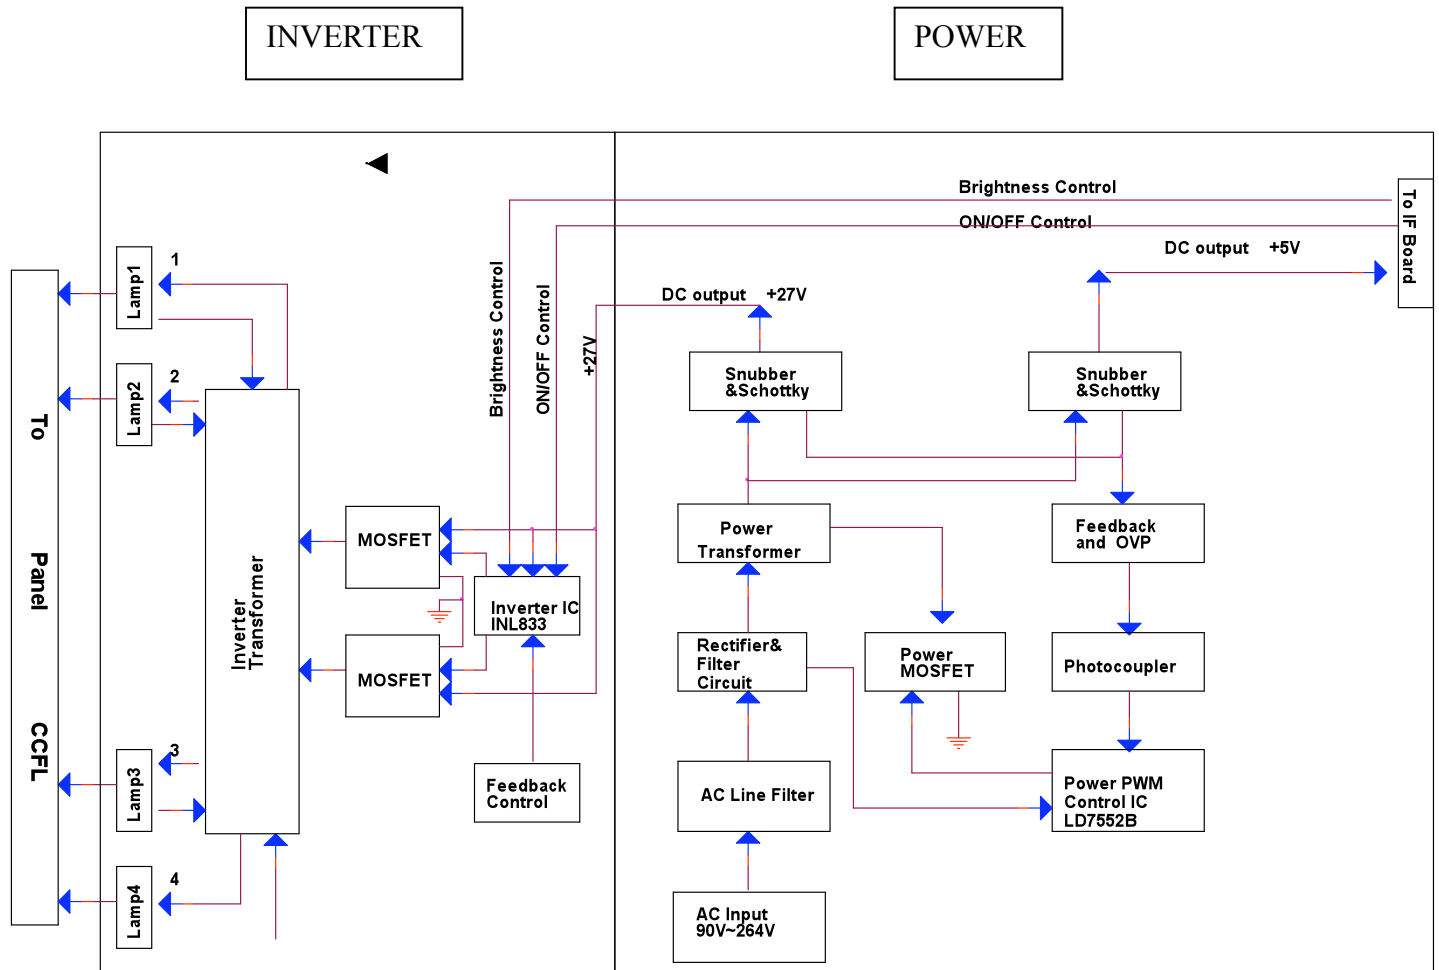 INVERTER
POWER
Brightness Control
ON/OFF Control
DC output +5V
To IF Board
DC output +27V
Brightness Control
ON/OFF Control
+27V
1
Lamp1
2
Lamp2
3
Lamp3
4
Lamp4
To Panel CCFL
Inverter
Transformer
MOSFET
MOSFET
Inverter IC
INL833
Feedback
Control
Snubber
&Schottky
Snubber
&Schottky
Power
Transformer
Feedback
and OVP
Rectifier&
Filter
Circuit
Power
MOSFET
Photocoupler
AC Line Filter
Power PWM
Control IC
LD7552B
AC Input
90V~264V